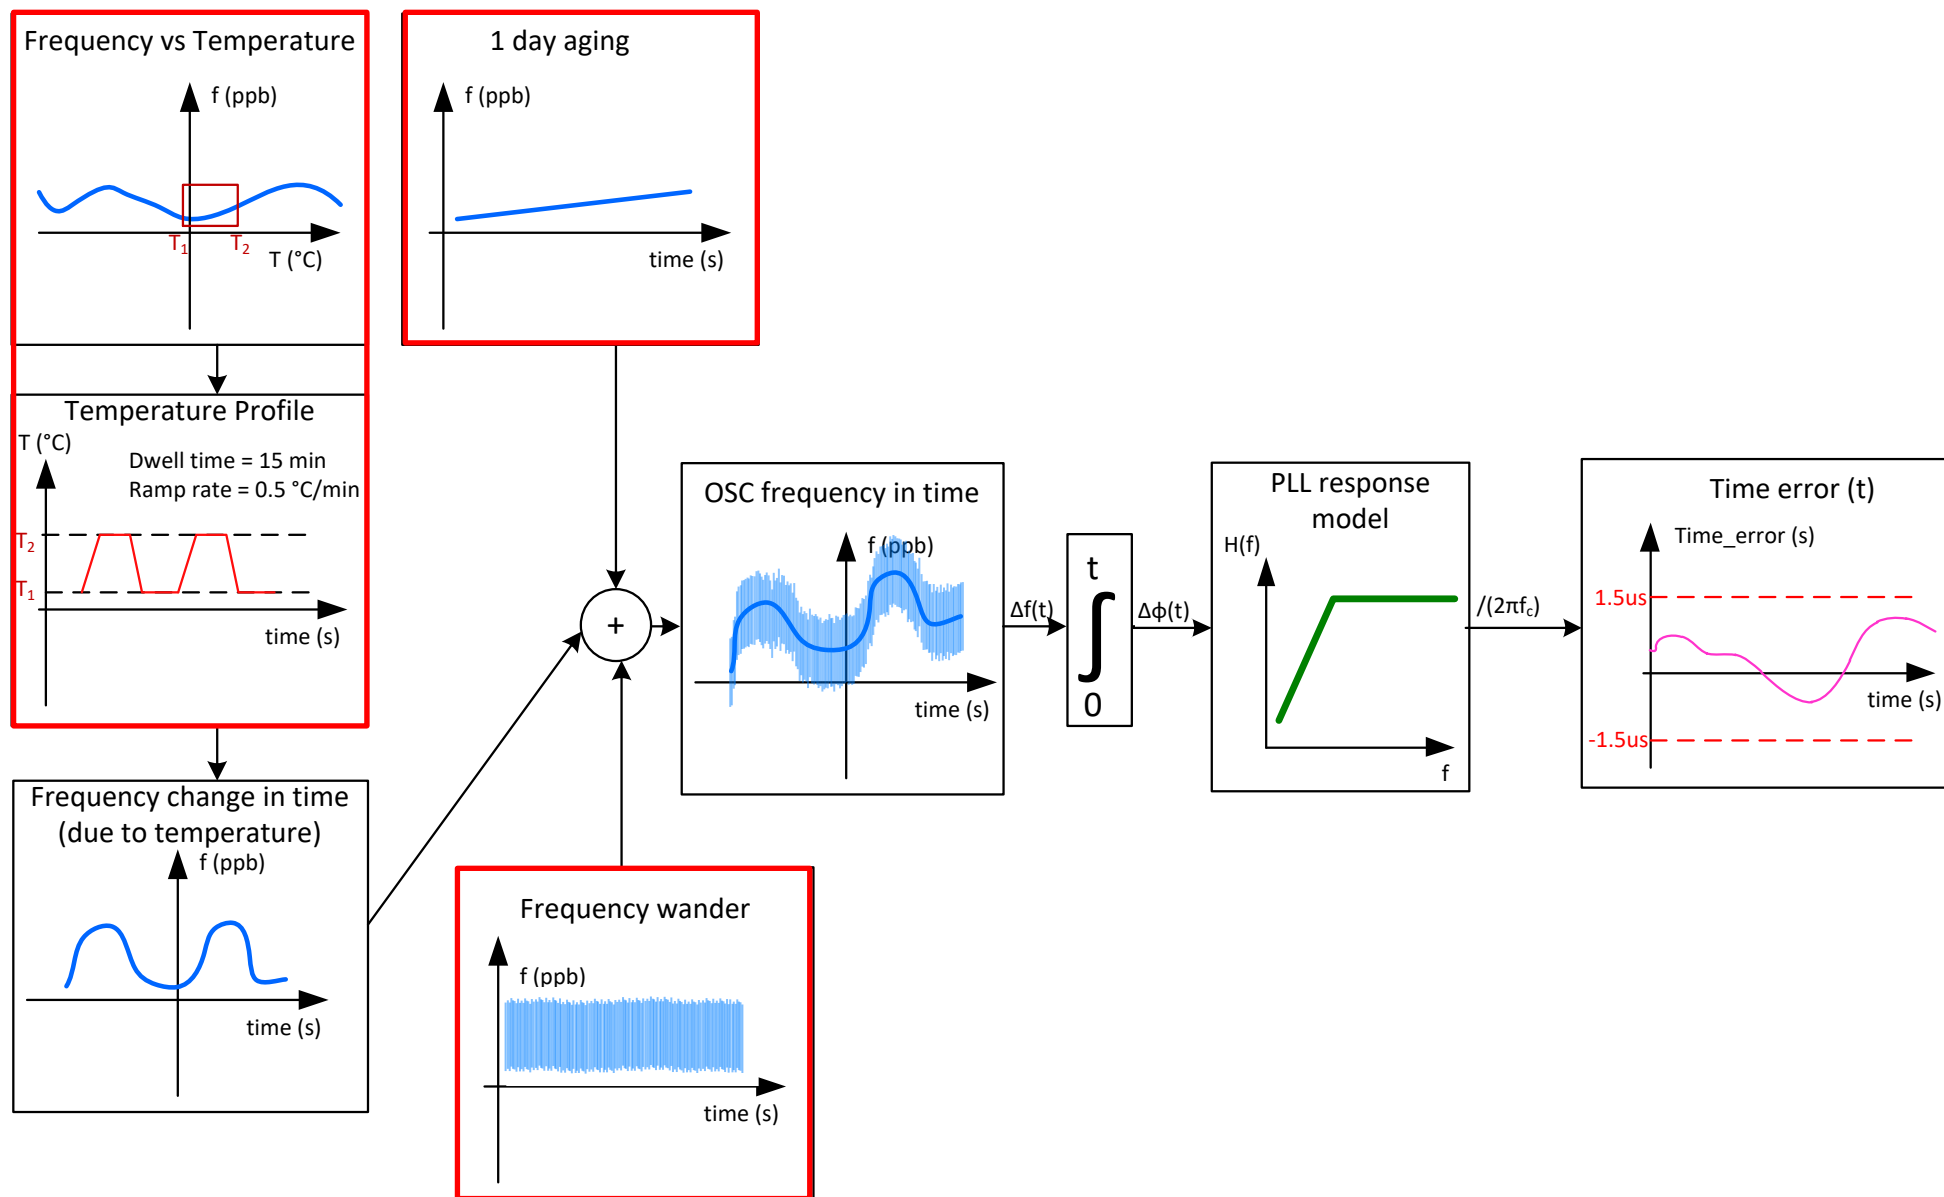 Frequency vs Temperature
f (ppb)
T₁
T₂
T (°C)
1 day aging
f (ppb)
time (s)
Temperature Profile
T (°C)
Dwell time = 15 min
Ramp rate = 0.5 °C/min
T₂
T₁
time (s)
Frequency change in time
(due to temperature)
f (ppb)
time (s)
+
Frequency wander
f (ppb)
time (s)
OSC frequency in time
f (ppb)
time (s)
Δf(t)
t
∫
0
Δϕ(t)
PLL response
model
H(f)
f
/(2πf꜀)
Time error (t)
Time_error (s)
1.5us
time (s)
-1.5us